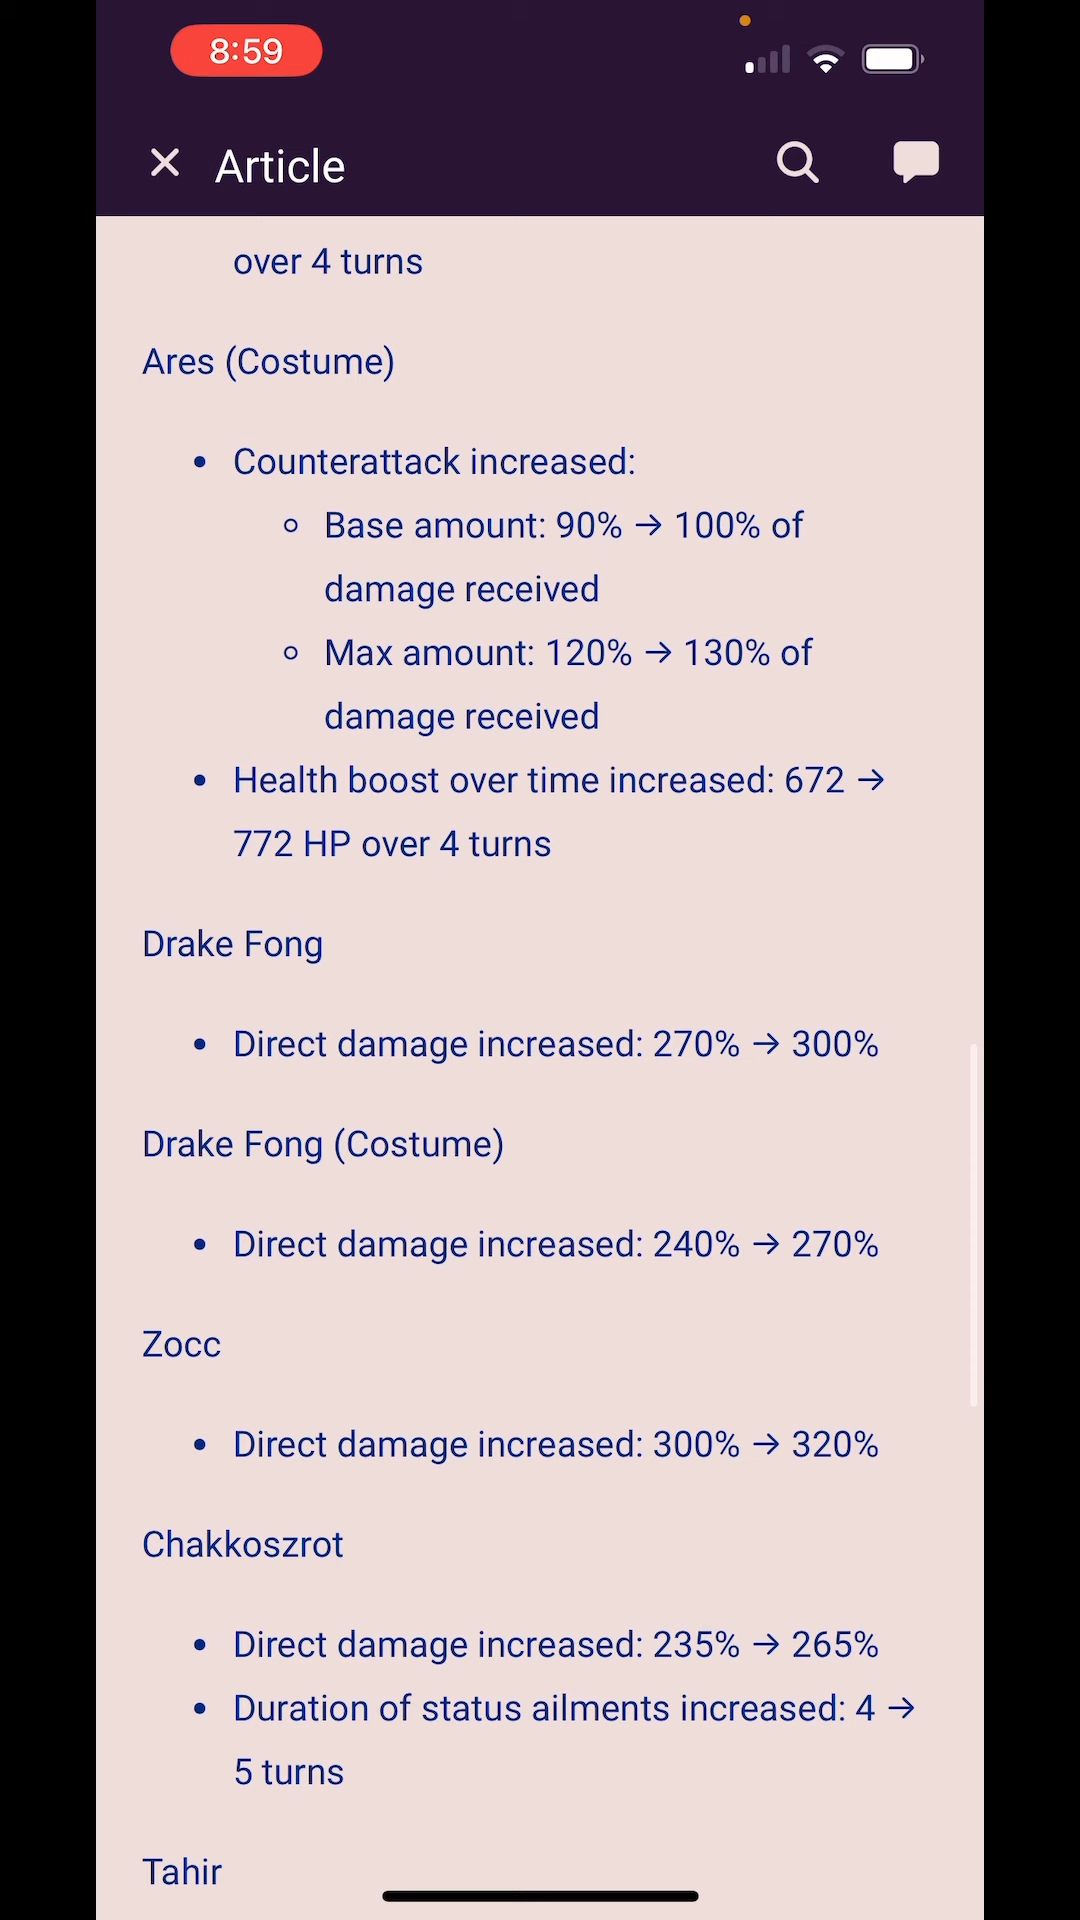 8:59
Article
over 4 turns
Ares (Costume)
• Counterattack increased:
◦ Base amount: 90% → 100% of
damage received
◦ Max amount: 120% → 130% of
damage received
• Health boost over time increased: 672 →
772 HP over 4 turns
Drake Fong
• Direct damage increased: 270% → 300%
Drake Fong (Costume)
• Direct damage increased: 240% → 270%
Zocc
• Direct damage increased: 300% → 320%
Chakkoszrot
• Direct damage increased: 235% → 265%
• Duration of status ailments increased: 4 →
5 turns
Tahir